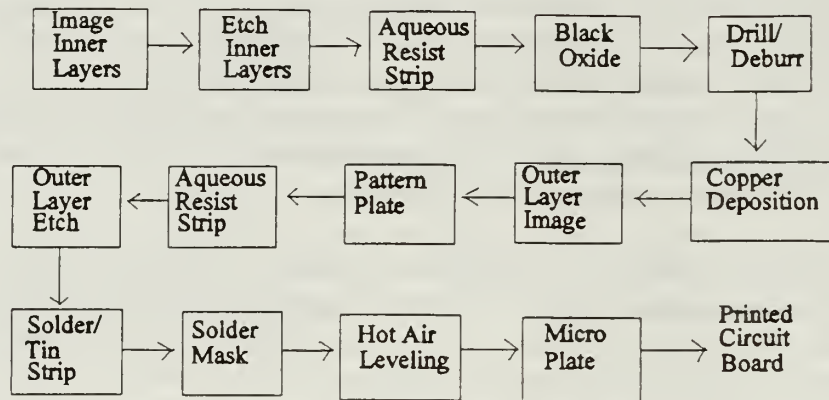 Image
Inner
Layers
Etch
Inner
Layers
Aqueous
Resist
Strip
Black
Oxide
Drill/
Deburr
Copper
Deposition
Outer
Layer
Image
Pattern
Plate
Aqueous
Resist
Strip
Outer
Layer
Etch
Solder/
Tin
Strip
Solder
Mask
Hot Air
Leveling
Micro
Plate
Printed
Circuit
Board